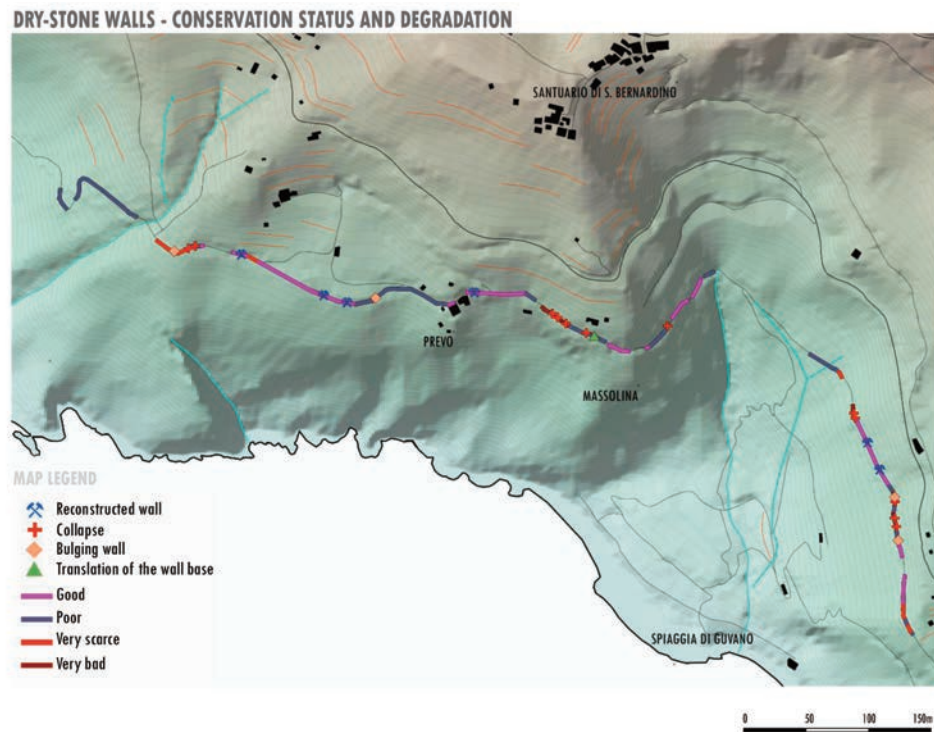 DRY-STONE WALLS - CONSERVATION STATUS AND DEGRADATION
SANTUARIO DI S. BERNARDINO
PREVO
MASSOLINA
MAP LEGEND
Reconstructed wall
Collapse
Bulging wall
Translation of the wall base
Good
Poor
Very scarce
Very bad
SPIAGGIA DI GUVANO
0 50 100 150m